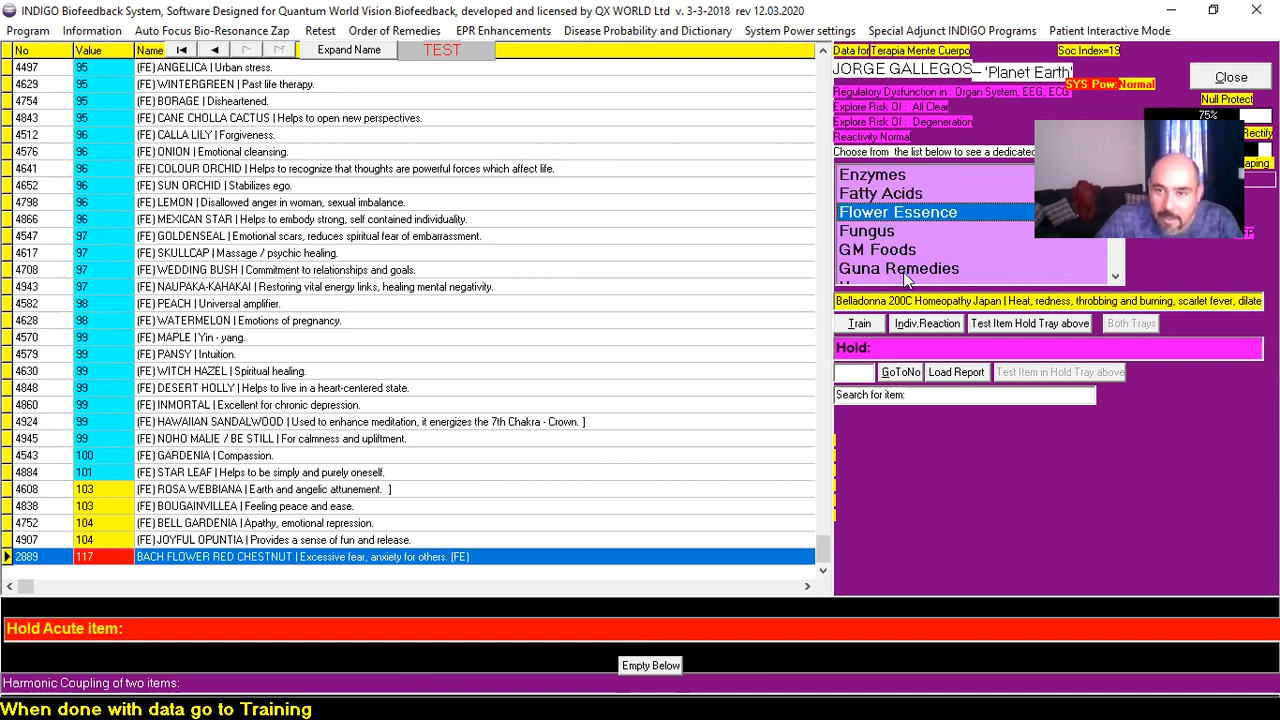 INDIGO Biofeedback System, Software Designed for Quantum World Vision Biofeedback, developed and licensed by QX WORLD Ltd v. 3-3-2018 rev 12.03.2020
Program Information Auto Focus Bio-Resonance Zap Retest Order of Remedies EPR Enhancements Disease Probability and Dictionary System Power settings Special Adjunct INDIGO Programs Patient Interactive Mode
No Value Name Expand Name TEST
4497 95 (FE) ANGELICA | Urban stress.
4629 95 (FE) WINTERGREEN | Past life therapy.
4754 95 (FE) BORAGE | Disheartened.
4843 95 (FE) CANE CHOLLA CACTUS | Helps to open new perspectives.
4512 96 (FE) CALLA LILY | Forgiveness.
4576 96 (FE) ONION | Emotional cleansing.
4641 96 (FE) COLOUR ORCHID | Helps to recognize that thoughts are powerful forces which affect life.
4652 96 (FE) SUN ORCHID | Stabilizes ego.
4798 96 (FE) LEMON | Disallowed anger in woman, sexual imbalance.
4866 96 (FE) MEXICAN STAR | Helps to embody strong, self contained individuality.
4547 97 (FE) GOLDENSEAL | Emotional scars, reduces spiritual fear of embarrassment.
4617 97 (FE) SKULLCAP | Massage / psychic healing.
4708 97 (FE) WEDDING BUSH | Commitment to relationships and goals.
4943 97 (FE) NAUPAKA-KAHAKAI | Restoring vital energy links, healing mental negativity.
4582 98 (FE) PEACH | Universal amplifier.
4628 98 (FE) WATERMELON | Emotions of pregnancy.
4570 99 (FE) MAPLE | Yin - yang.
4579 99 (FE) PANSY | Intuition.
4630 99 (FE) WITCH HAZEL | Spiritual healing.
4848 99 (FE) DESERT HOLLY | Helps to live in a heart-centered state.
4860 99 (FE) INMORTAL | Excellent for chronic depression.
4924 99 (FE) HAWAIIAN SANDALWOOD | Used to enhance meditation, it energizes the 7th Chakra - Crown. ]
4945 99 (FE) NOHO MALIE / BE STILL | For calmness and upliftment.
4543 100 (FE) GARDENIA | Compassion.
4884 101 (FE) STAR LEAF | Helps to be simply and purely oneself.
4608 103 (FE) ROSA WEBBIANA | Earth and angelic attunement. ]
4838 103 (FE) BOUGAINVILLEA | Feeling peace and ease.
4752 104 (FE) BELL GARDENIA | Apathy, emotional repression.
4907 104 (FE) JOYFUL OPUNTIA | Provides a sense of fun and release.
2889 117 BACH FLOWER RED CHESTNUT | Excessive fear, anxiety for others. (FE)
Data for Terapia Mente Cuerpo Soc Index=19
JORGE GALLEGOS – 'Planet Earth'
SYS Pow:Normal
Close
Regulatory Dysfunction in : Organ System, EEG, ECG
Null Protect
Explore Risk Of : All Clear
75%
Explore Risk Of : Degeneration
Rectify
Reactivity Normal
Choose from the list below to see a dedicated
Enzymes
Fatty Acids
Flower Essence
Fungus
GM Foods
Guna Remedies
Belladonna 200C Homeopathy Japan | Heat, redness, throbbing and burning, scarlet fever, dilate
Train Indiv.Reaction Test Item Hold Tray above Both Trays
Hold:
GoToNo Load Report Test Item in Hold Tray above
Search for item:
Hold Acute item:
Empty Below
Harmonic Coupling of two items:
When done with data go to Training